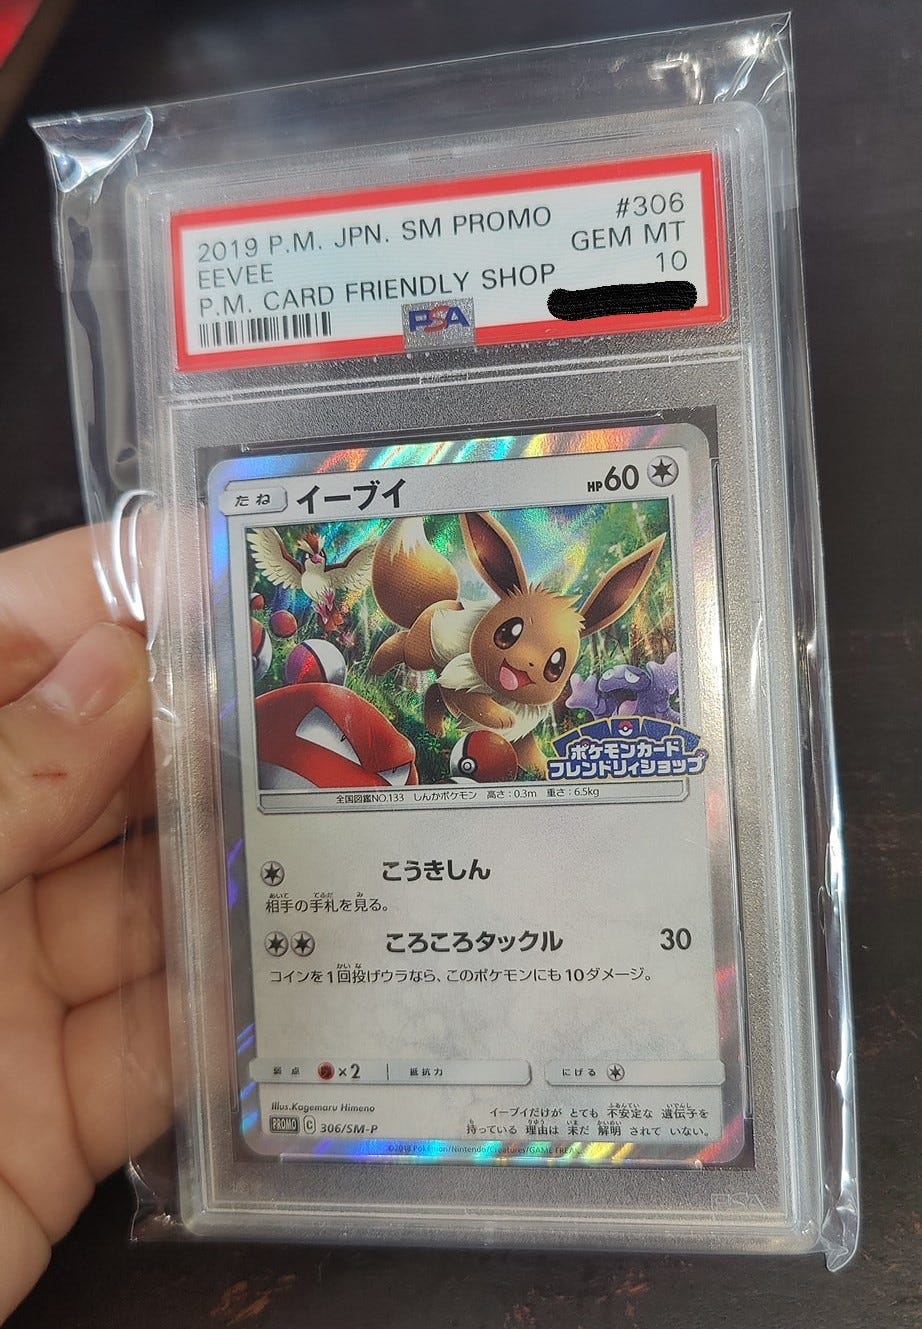 2019 P.M. JPN. SM PROMO #306
EEVEE GEM MT
P.M. CARD FRIENDLY SHOP 10
PSA
たね イーブイ HP60
ポケモンカード
フレンドリィショップ
全国図鑑NO.133 しんかポケモン 高さ:0.3m 重さ:6.5kg
こうきしん
相手の手札を見る。
ころころタックル 30
コインを1回投げウラなら、このポケモンにも10ダメージ。
弱点 ×2 抵抗力 にげる
Illus.Kagemaru Himeno
PROMO C 306/SM-P
イーブイだけが とても 不安定な 遺伝子を
持っている 理由は 未だ 解明 されて いない。
©2018 Pokémon/Nintendo/Creatures/GAME FREAK
PSA